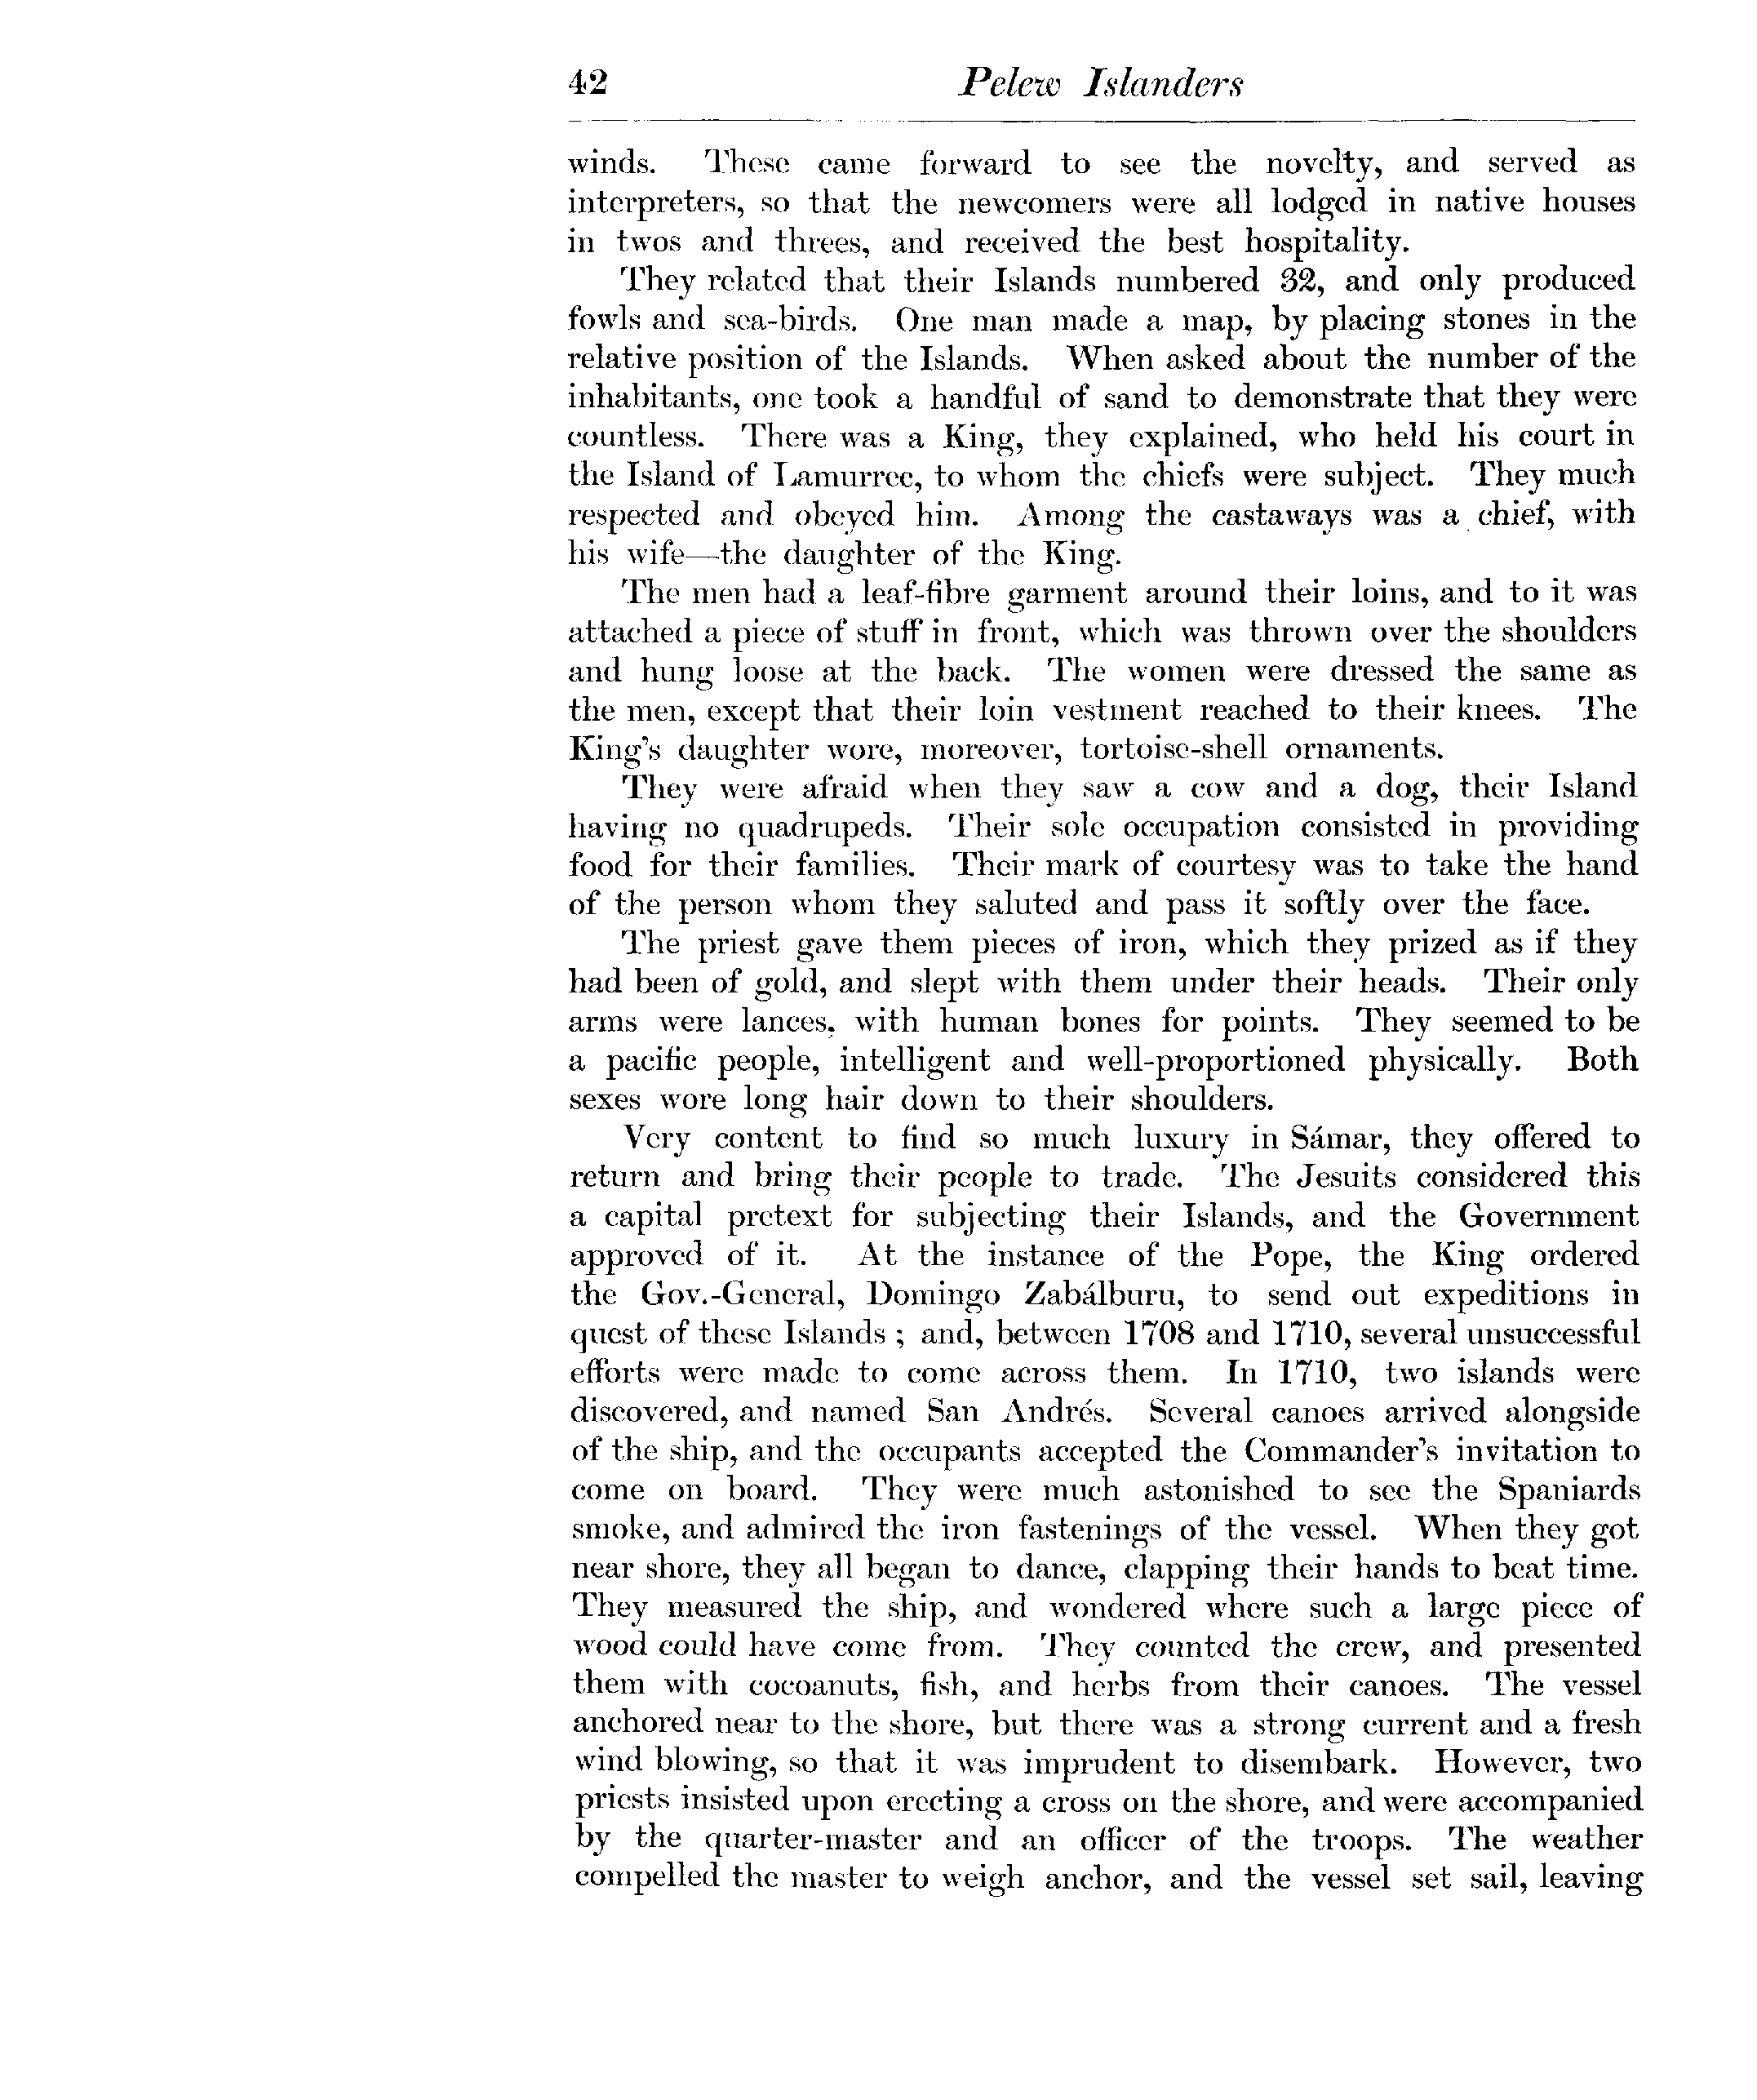 42 Pelew Islanders
winds. These came forward to see the novelty, and served as
interpreters, so that the newcomers were all lodged in native houses
in twos and threes, and received the best hospitality.
They related that their Islands numbered 32, and only produced
fowls and sea-birds. One man made a map, by placing stones in the
relative position of the Islands. When asked about the number of the
inhabitants, one took a handful of sand to demonstrate that they were
countless. There was a King, they explained, who held his court in
the Island of Lamurrec, to whom the chiefs were subject. They much
respected and obeyed him. Among the castaways was a chief, with
his wife—the daughter of the King.
The men had a leaf-fibre garment around their loins, and to it was
attached a piece of stuff in front, which was thrown over the shoulders
and hung loose at the back. The women were dressed the same as
the men, except that their loin vestment reached to their knees. The
King's daughter wore, moreover, tortoise-shell ornaments.
They were afraid when they saw a cow and a dog, their Island
having no quadrupeds. Their sole occupation consisted in providing
food for their families. Their mark of courtesy was to take the hand
of the person whom they saluted and pass it softly over the face.
The priest gave them pieces of iron, which they prized as if they
had been of gold, and slept with them under their heads. Their only
arms were lances, with human bones for points. They seemed to be
a pacific people, intelligent and well-proportioned physically. Both
sexes wore long hair down to their shoulders.
Very content to find so much luxury in Sámar, they offered to
return and bring their people to trade. The Jesuits considered this
a capital pretext for subjecting their Islands, and the Government
approved of it. At the instance of the Pope, the King ordered
the Gov.-General, Domingo Zabálburu, to send out expeditions in
quest of these Islands ; and, between 1708 and 1710, several unsuccessful
efforts were made to come across them. In 1710, two islands were
discovered, and named San Andrés. Several canoes arrived alongside
of the ship, and the occupants accepted the Commander's invitation to
come on board. They were much astonished to see the Spaniards
smoke, and admired the iron fastenings of the vessel. When they got
near shore, they all began to dance, clapping their hands to beat time.
They measured the ship, and wondered where such a large piece of
wood could have come from. They counted the crew, and presented
them with cocoanuts, fish, and herbs from their canoes. The vessel
anchored near to the shore, but there was a strong current and a fresh
wind blowing, so that it was imprudent to disembark. However, two
priests insisted upon erecting a cross on the shore, and were accompanied
by the quarter-master and an officer of the troops. The weather
compelled the master to weigh anchor, and the vessel set sail, leaving